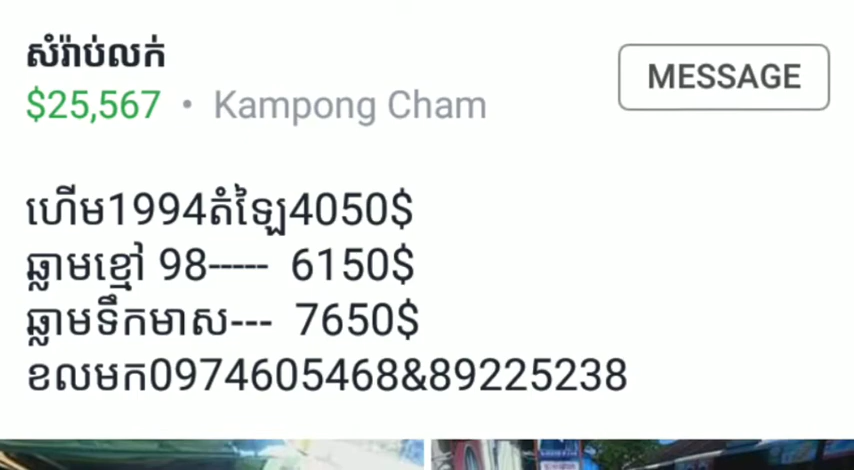 សំរ៉ាប់លក់
$25,567 • Kampong Cham
MESSAGE
ហើម1994តំឡៃ4050$
ឆ្លាមខ្មៅ 98----- 6150$
ឆ្លាមទឹកមាស--- 7650$
ខលមក0974605468&89225238